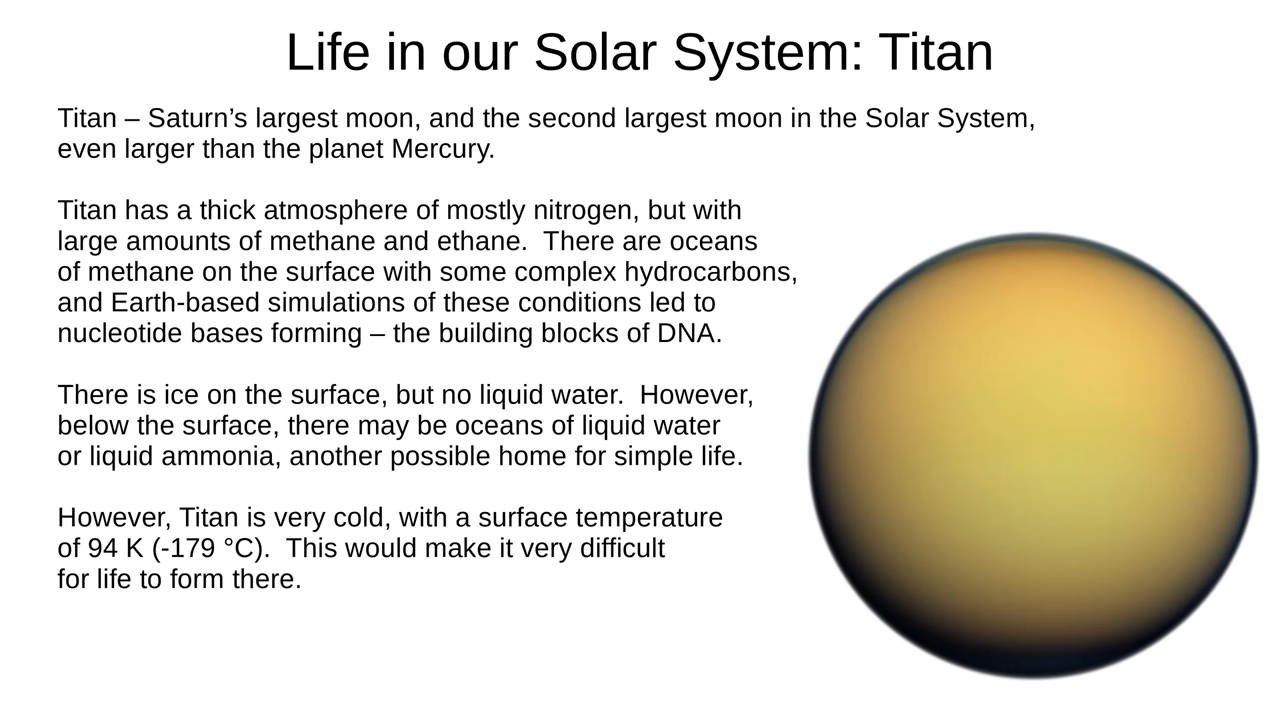 Life in our Solar System: Titan
Titan – Saturn’s largest moon, and the second largest moon in the Solar System,
even larger than the planet Mercury.
Titan has a thick atmosphere of mostly nitrogen, but with
large amounts of methane and ethane.  There are oceans
of methane on the surface with some complex hydrocarbons,
and Earth-based simulations of these conditions led to
nucleotide bases forming – the building blocks of DNA.
There is ice on the surface, but no liquid water.  However,
below the surface, there may be oceans of liquid water
or liquid ammonia, another possible home for simple life.
However, Titan is very cold, with a surface temperature
of 94 K (-179 °C).  This would make it very difficult
for life to form there.